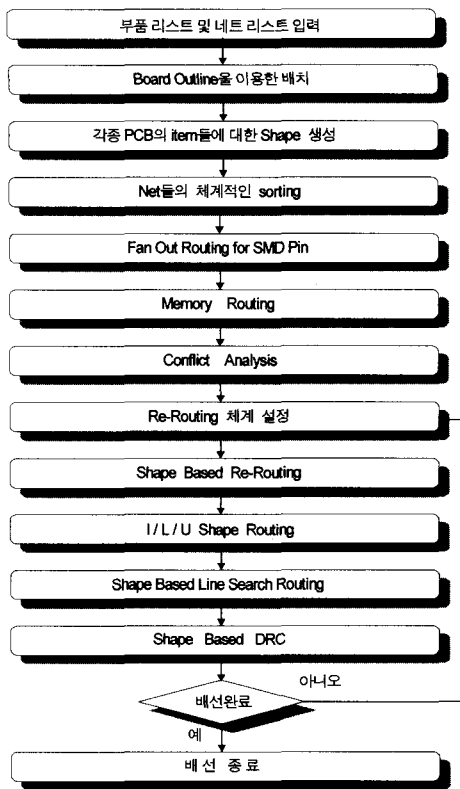 부품 리스트 및 네트 리스트 입력
Board Outline을 이용한 배치
각종 PCB의 item들에 대한 Shape 생성
Net들의 체계적인 sorting
Fan Out Routing for SMD Pin
Memory Routing
Conflict Analysis
Re-Routing 체계 설정
Shape Based Re-Routing
I / L / U Shape Routing
Shape Based Line Search Routing
Shape Based DRC
아니오
배선완료
예
배 선 종 료